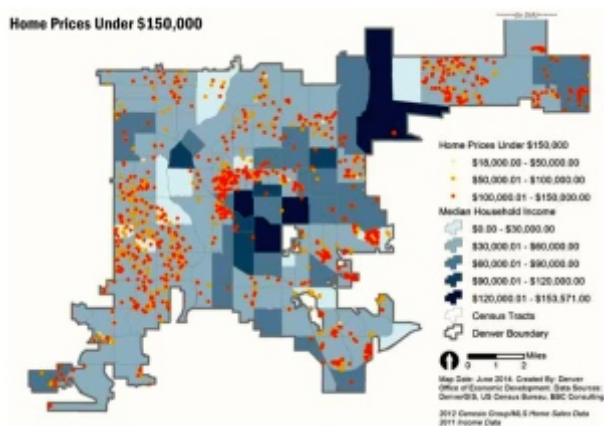 Home Prices Under $150,000
Home Prices Under $150,000
$18,000.00 - $50,000.00
$50,000.01 - $100,000.00
$100,000.01 - $150,000.00
Median Household Income
$0.00 - $30,000.00
$30,000.01 - $60,000.00
$60,000.01 - $90,000.00
$90,000.01 - $120,000.00
$120,000.01 - $153,571.00
Census Tracts
Denver Boundary
0 1 2 Miles
Map Date: June 2014. Created By: Denver
Office of Economic Development. Data Sources:
DenverGIS, US Census Bureau, BBC Consulting
2012 Genesis Group/MLS Home Sales Data
2011 Income Data